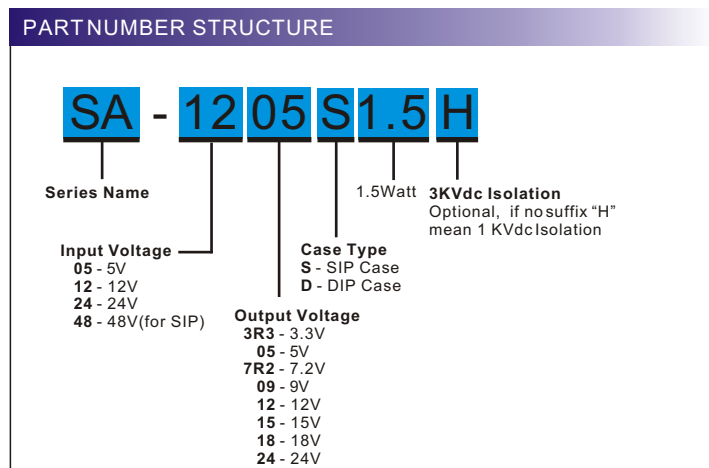 PART NUMBER STRUCTURE
SA - 12 05 S 1.5 H
Series Name
1.5Watt
3KVdc Isolation
Optional, if no suffix “H”
mean 1 KVdc Isolation
Input Voltage
05 - 5V
12 - 12V
24 - 24V
48 - 48V(for SIP)
Case Type
S - SIP Case
D - DIP Case
Output Voltage
3R3 - 3.3V
05 - 5V
7R2 - 7.2V
09 - 9V
12 - 12V
15 - 15V
18 - 18V
24 - 24V